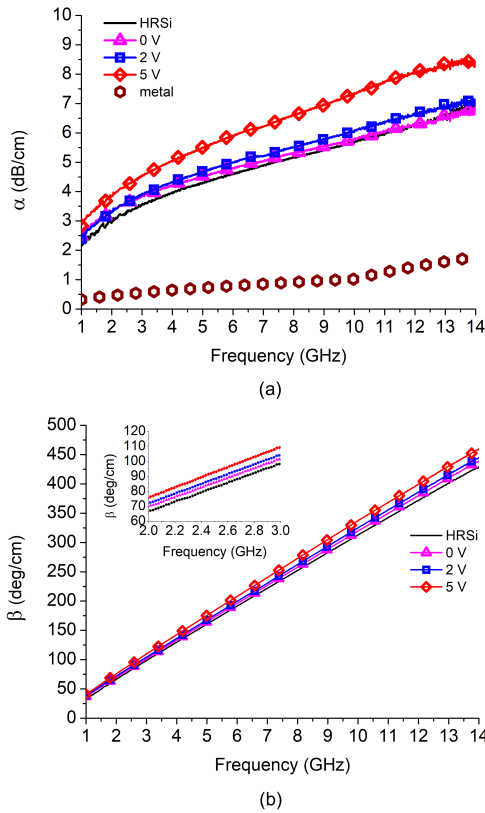 (a)
α (dB/cm)
10
9
8
7
6
5
4
3
2
1
0
HRSi
0 V
2 V
5 V
metal
1 2 3 4 5 6 7 8 9 10 11 12 13 14
Frequency (GHz)
(a)
β (deg/cm)
500
450
400
350
300
250
200
150
100
50
0
β (deg/cm)
120
110
100
90
80
70
60
2.0 2.2 2.4 2.6 2.8 3.0
Frequency (GHz)
HRSi
0 V
2 V
5 V
1 2 3 4 5 6 7 8 9 10 11 12 13 14
Frequency (GHz)
(b)